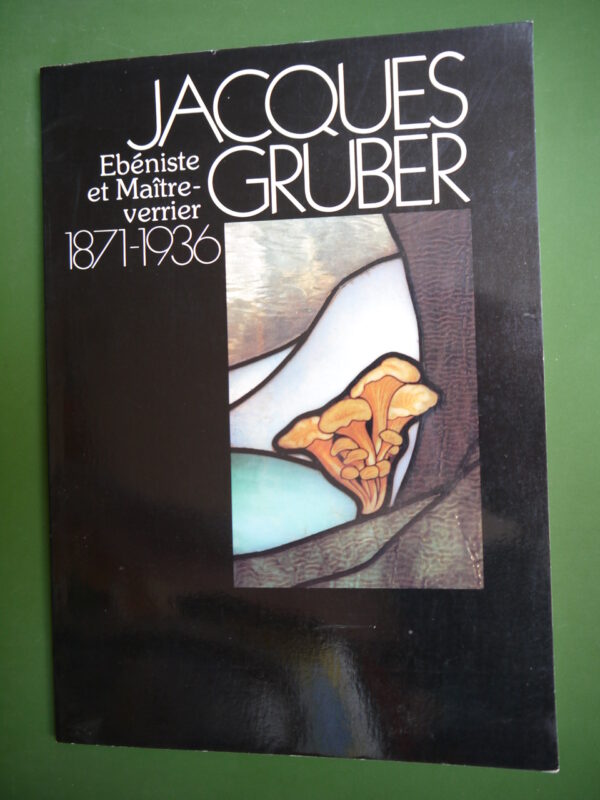 JACQUES
GRUBER
Ebéniste
et Maître-
verrier
1871-1936